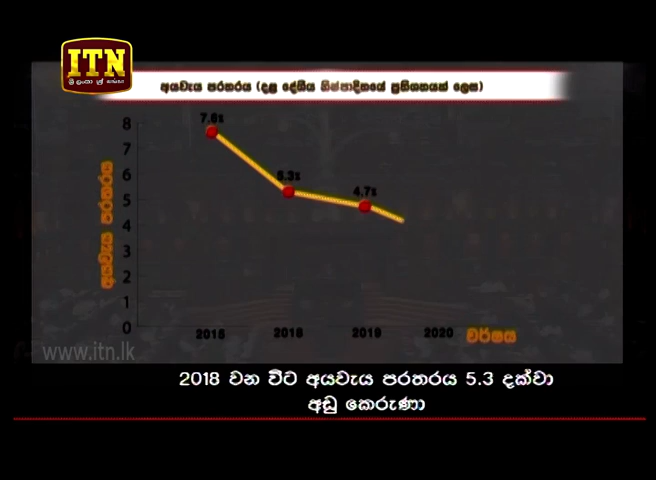 ITN
ශ්‍රී ලංකා ග්‍රේ සංඥා
අයවැය පරතරය (දළ දේශීය නිෂ්පාදිතයේ ප්‍රතිශතයක් ලෙස)
අයවැය පරතරය
8
7
6
5
4
3
2
1
0
7.6%
5.3%
4.7%
2015
2018
2019
2020
වර්ෂය
www.itn.lk
2018 වන විට අයවැය පරතරය 5.3 දක්වා
අඩු කෙරුණා